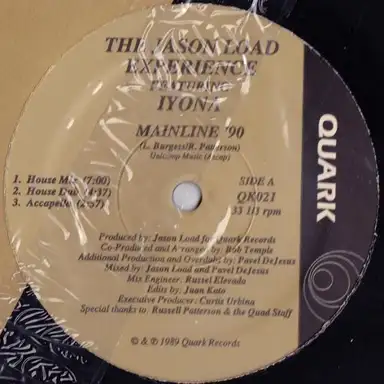 THE JASON LOAD
EXPERIENCE
FEATURING
IYONA
MAINLINE '90
(L. Burgess/R. Patterson)
Unicomp Music (Ascap)
1. House Mix (7:00)
2. House Dub (4:37)
3. Accapella (2:57)
SIDE A
QK021
33 1/3 rpm
QUARK
Produced by: Jason Load for Quark Records
Co-Produced and Arranged by: Rob Temple
Additional Production and Overdubs by: Pavel DeJesus
Mixed by: Jason Load and Pavel DeJesus
Mix Engineer: Russel Elevado
Edits by: Juan Kato
Executive Producer: Curtis Urbina
Special thanks to: Russell Patterson & the Quad Staff
© & ℗ 1989 Quark Records